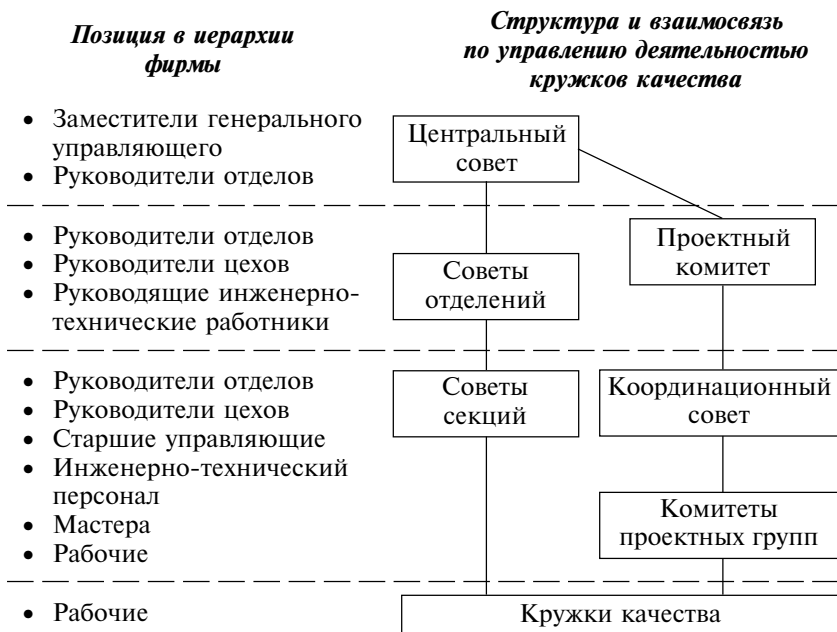 Позиция в иерархии
фирмы
Структура и взаимосвязь
по управлению деятельностью
кружков качества
• Заместители генерального
управляющего
• Руководители отделов
Центральный
совет
• Руководители отделов
• Руководители цехов
• Руководящие инженерно-
технические работники
Советы
отделений
Проектный
комитет
• Руководители отделов
• Руководители цехов
• Старшие управляющие
• Инженерно-технический
персонал
• Мастера
• Рабочие
Советы
секций
Координационный
совет
Комитеты
проектных групп
• Рабочие
Кружки качества